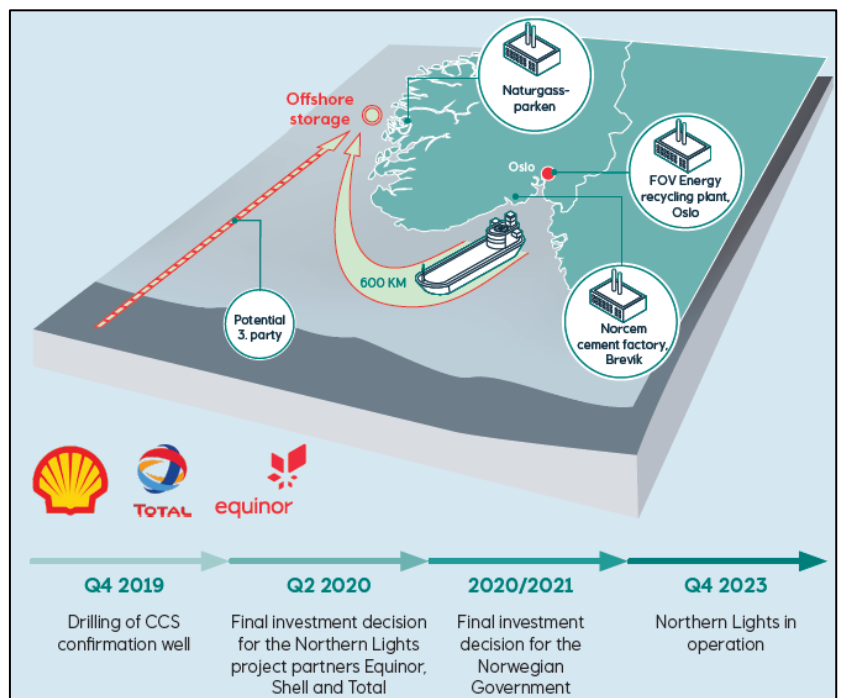 Naturgass-
parken
Offshore
storage
Oslo
FOV Energy
recycling plant,
Oslo
600 KM
Potential
3. party
Norcem
cement factory,
Brevik
TOTAL
equinor
Q4 2019
Drilling of CCS
confirmation well
Q2 2020
Final investment decision
for the Northern Lights
project partners Equinor,
Shell and Total
2020/2021
Final investment
decision for the
Norwegian
Government
Q4 2023
Northern Lights in
operation